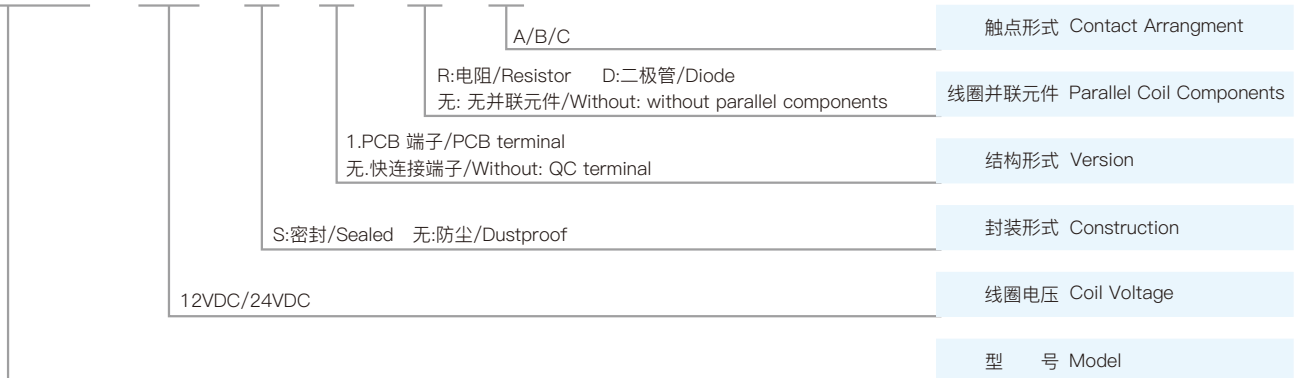 A/B/C
触点形式 Contact Arrangment
R:电阻/Resistor D:二极管/Diode
无: 无并联元件/Without: without parallel components
线圈并联元件 Parallel Coil Components
1.PCB 端子/PCB terminal
无.快连接端子/Without: QC terminal
结构形式 Version
S:密封/Sealed 无:防尘/Dustproof
封装形式 Construction
12VDC/24VDC
线圈电压 Coil Voltage
型 号 Model